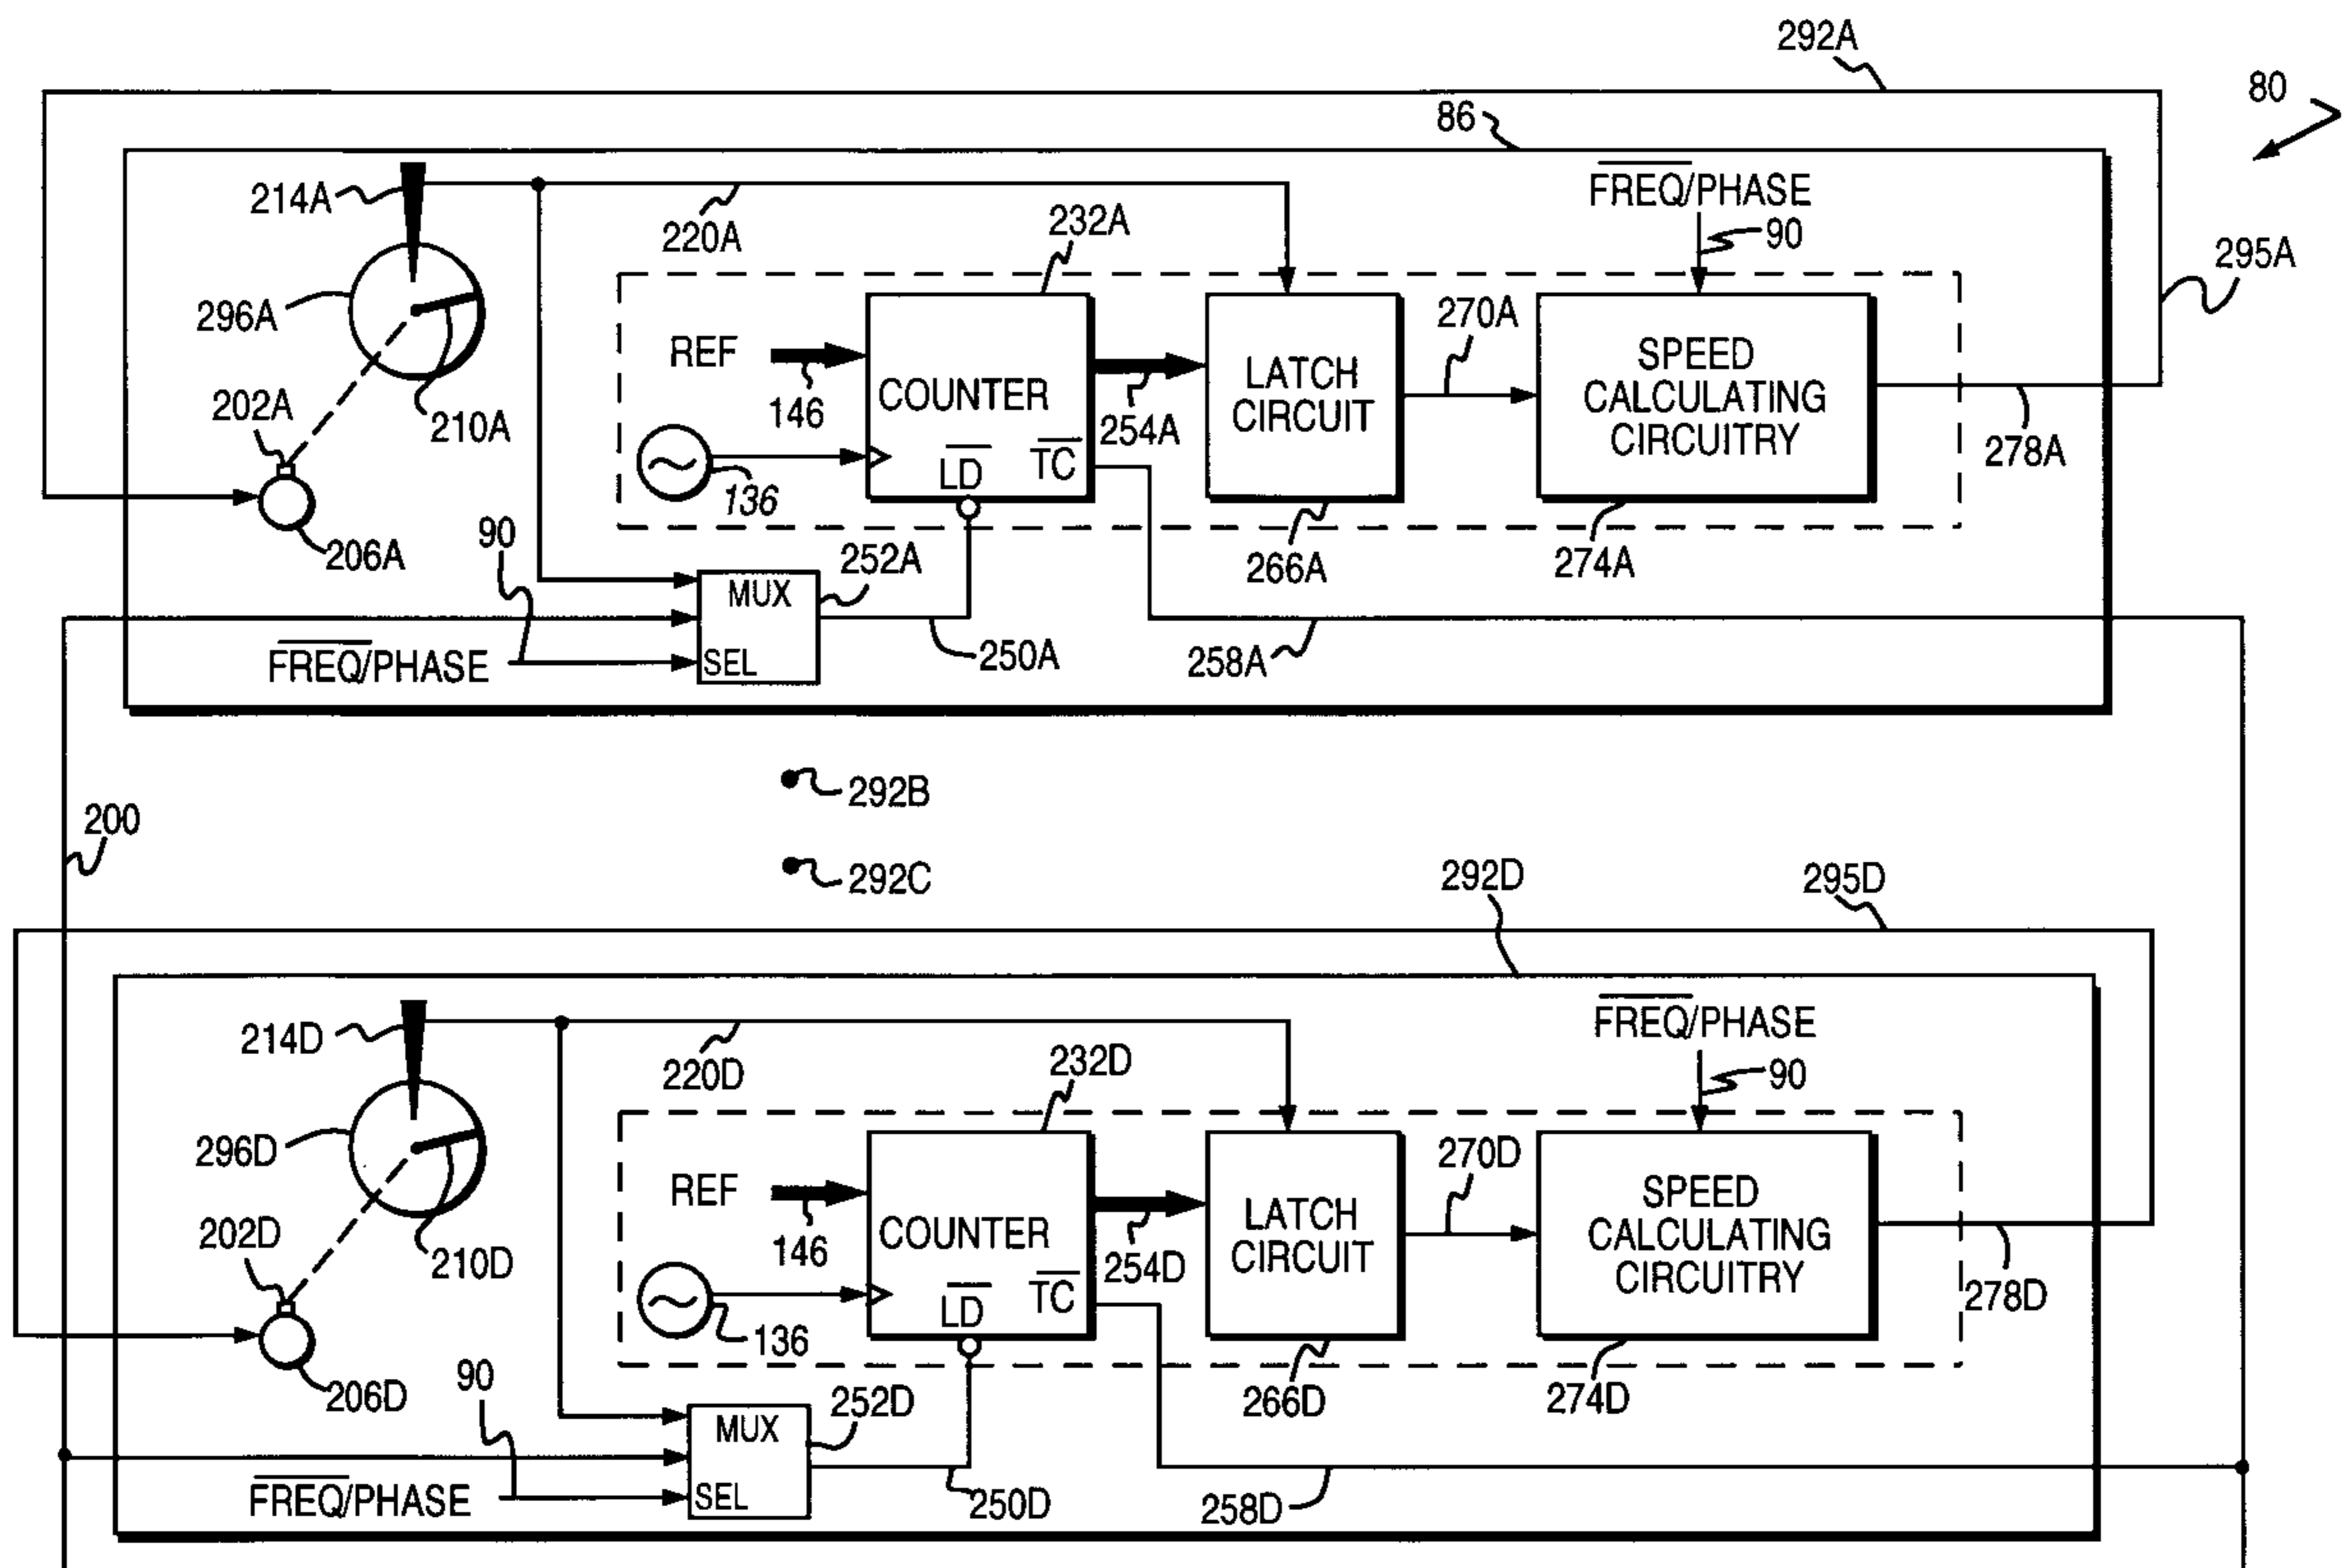 292A
80
86
FREQ/PHASE
214A
220A
232A
90
295A
296A
REF
146
COUNTER
LD
TC
254A
LATCH
CIRCUIT
270A
SPEED
CALCULATING
CIRCUITRY
278A
202A
210A
136
206A
90
252A
266A
274A
MUX
SEL
FREQ/PHASE
250A
258A
292B
200
292C
292D
295D
FREQ/PHASE
214D
220D
232D
90
296D
REF
146
COUNTER
LD
TC
254D
LATCH
CIRCUIT
270D
SPEED
CALCULATING
CIRCUITRY
278D
202D
210D
136
206D
90
252D
266D
274D
MUX
SEL
FREQ/PHASE
250D
258D